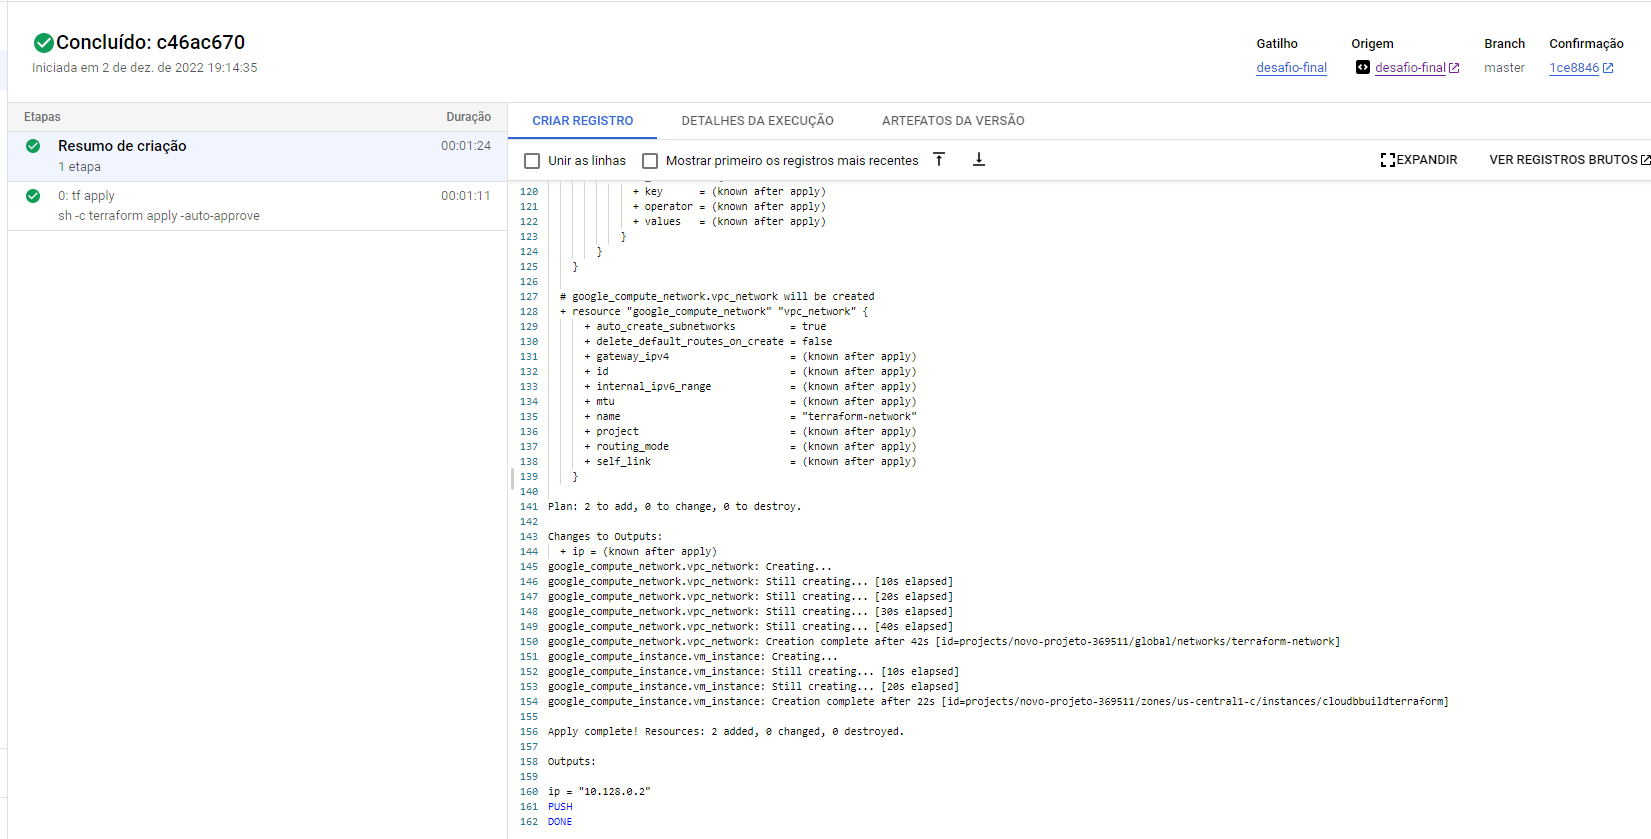 Concluído: c46ac670
Iniciada em 2 de dez. de 2022 19:14:35
Gatilho
desafio-final
Origem
desafio-final
Branch
master
Confirmação
1ce8846
Etapas Duração
Resumo de criação 00:01:24
1 etapa
0: tf apply 00:01:11
sh -c terraform apply -auto-approve
CRIAR REGISTRO DETALHES DA EXECUÇÃO ARTEFATOS DA VERSÃO
Unir as linhas Mostrar primeiro os registros mais recentes EXPANDIR VER REGISTROS BRUTOS
120 + key = (known after apply)
121 + operator = (known after apply)
122 + values = (known after apply)
123 }
124 }
125 }
126
127 # google_compute_network.vpc_network will be created
128 + resource "google_compute_network" "vpc_network" {
129 + auto_create_subnetworks = true
130 + delete_default_routes_on_create = false
131 + gateway_ipv4 = (known after apply)
132 + id = (known after apply)
133 + internal_ipv6_range = (known after apply)
134 + mtu = (known after apply)
135 + name = "terraform-network"
136 + project = (known after apply)
137 + routing_mode = (known after apply)
138 + self_link = (known after apply)
139 }
140
141 Plan: 2 to add, 0 to change, 0 to destroy.
142
143 Changes to Outputs:
144 + ip = (known after apply)
145 google_compute_network.vpc_network: Creating...
146 google_compute_network.vpc_network: Still creating... [10s elapsed]
147 google_compute_network.vpc_network: Still creating... [20s elapsed]
148 google_compute_network.vpc_network: Still creating... [30s elapsed]
149 google_compute_network.vpc_network: Still creating... [40s elapsed]
150 google_compute_network.vpc_network: Creation complete after 42s [id=projects/novo-projeto-369511/global/networks/terraform-network]
151 google_compute_instance.vm_instance: Creating...
152 google_compute_instance.vm_instance: Still creating... [10s elapsed]
153 google_compute_instance.vm_instance: Still creating... [20s elapsed]
154 google_compute_instance.vm_instance: Creation complete after 22s [id=projects/novo-projeto-369511/zones/us-central1-c/instances/cloudbbuildterraform]
155
156 Apply complete! Resources: 2 added, 0 changed, 0 destroyed.
157
158 Outputs:
159
160 ip = "10.128.0.2"
161 PUSH
162 DONE